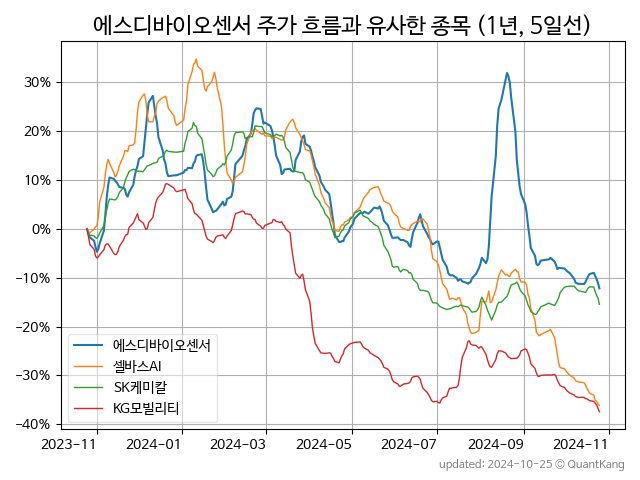 에스디바이오센서 주가 흐름과 유사한 종목 (1년, 5일선)
30%
20%
10%
0%
−10%
−20%
−30%
−40%
에스디바이오센서
셀바스AI
SK케미칼
KG모빌리티
2023-11
2024-01
2024-03
2024-05
2024-07
2024-09
2024-11
updated: 2024-10-25 © QuantKang